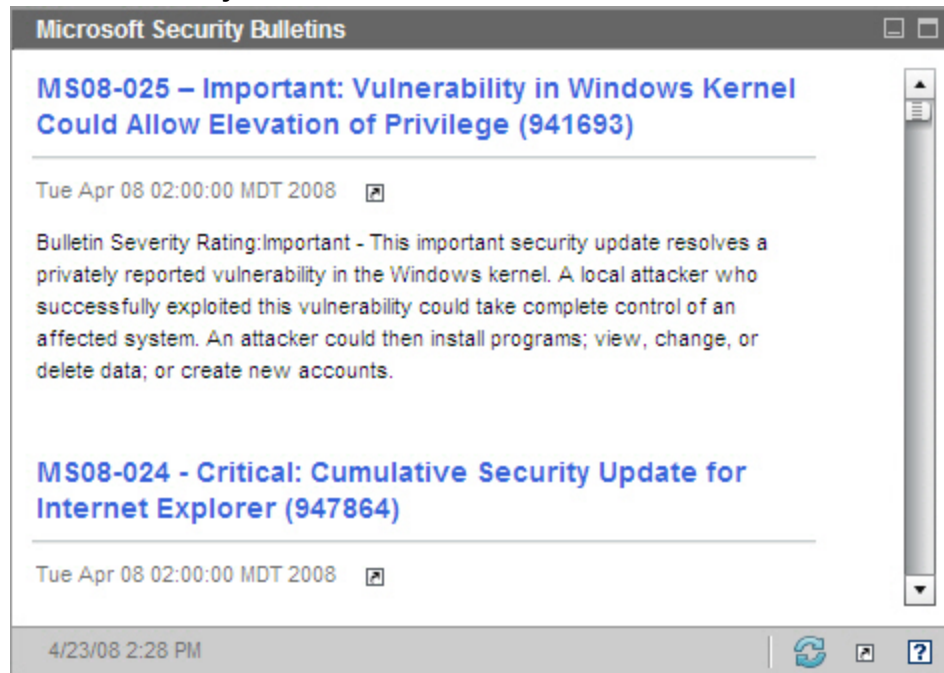 Microsoft Security Bulletins
MS08-025 – Important: Vulnerability in Windows Kernel
Could Allow Elevation of Privilege (941693)
Tue Apr 08 02:00:00 MDT 2008
Bulletin Severity Rating:Important - This important security update resolves a
privately reported vulnerability in the Windows kernel. A local attacker who
successfully exploited this vulnerability could take complete control of an
affected system. An attacker could then install programs; view, change, or
delete data; or create new accounts.
MS08-024 - Critical: Cumulative Security Update for
Internet Explorer (947864)
Tue Apr 08 02:00:00 MDT 2008
4/23/08 2:28 PM
?